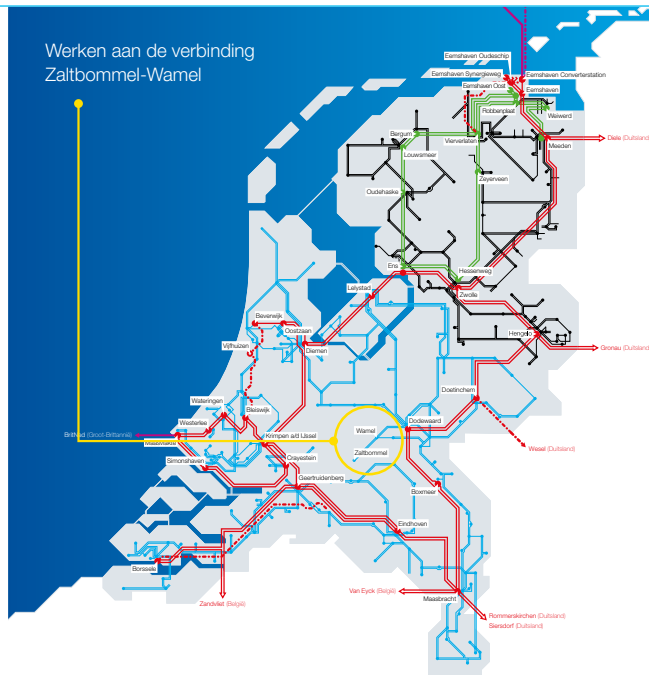 Werken aan de verbinding
Zaltbommel-Wamel
Eemshaven Oudeschip
Eemshaven Synergieweg
Eemshaven Converterstation
Eemshaven Oost
Eemshaven
Robbenplaat
Weiwerd
Bergum
Vierverlaten
Meeden
Diele (Duitsland)
Louwsmeer
Zeyerveen
Oudehaske
Ens
Hessenweg
Lelystad
Zwolle
Beverwijk
Oostzaan
Hengelo
Vijfhuizen
Diemen
Gronau (Duitsland)
Doetinchem
Wateringen
Bleiswijk
Westerlee
Dodewaard
BritNed (Groot-Brittannië)
Maasvlakte
Krimpen a/d IJssel
Wamel
Wesel (Duitsland)
Zaltbommel
Simonshaven
Crayestein
Geertruidenberg
Boxmeer
Eindhoven
Borssele
Van Eyck (België)
Maasbracht
Zandvliet (België)
Rommerskirchen (Duitsland)
Siersdorf (Duitsland)